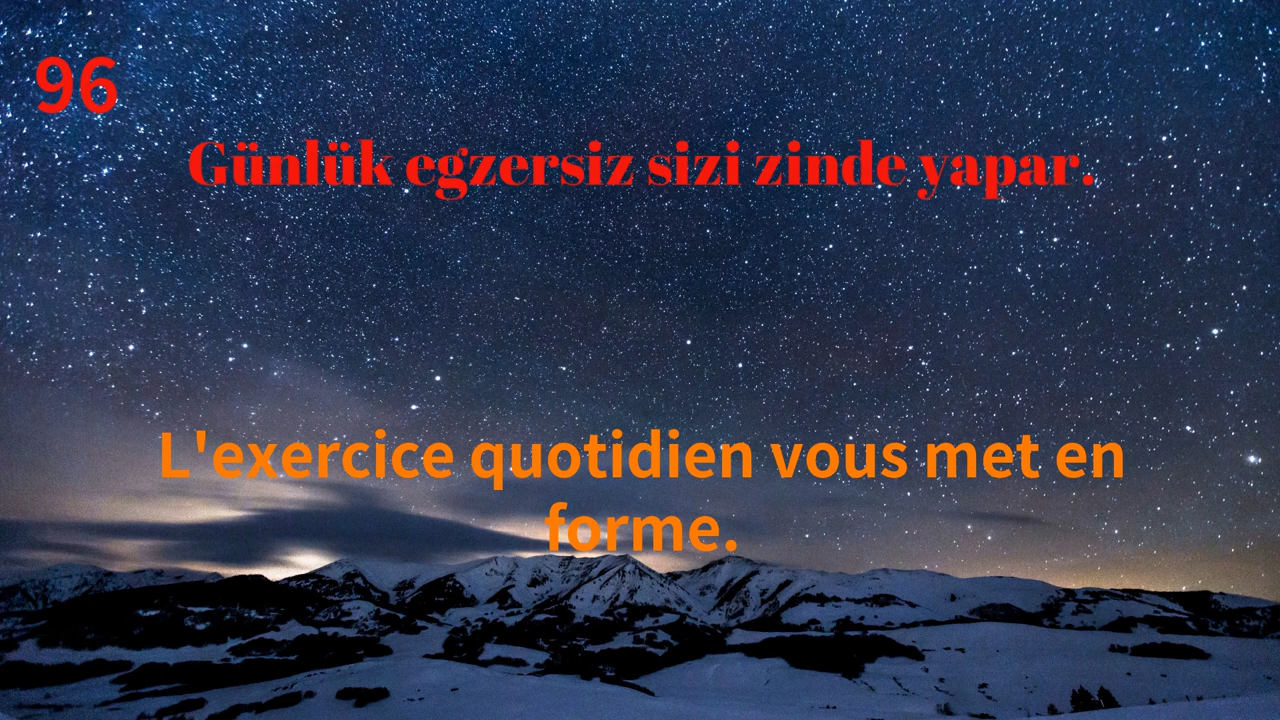 96
Günlük egzersiz sizi zinde yapar.
L'exercice quotidien vous met en
forme.